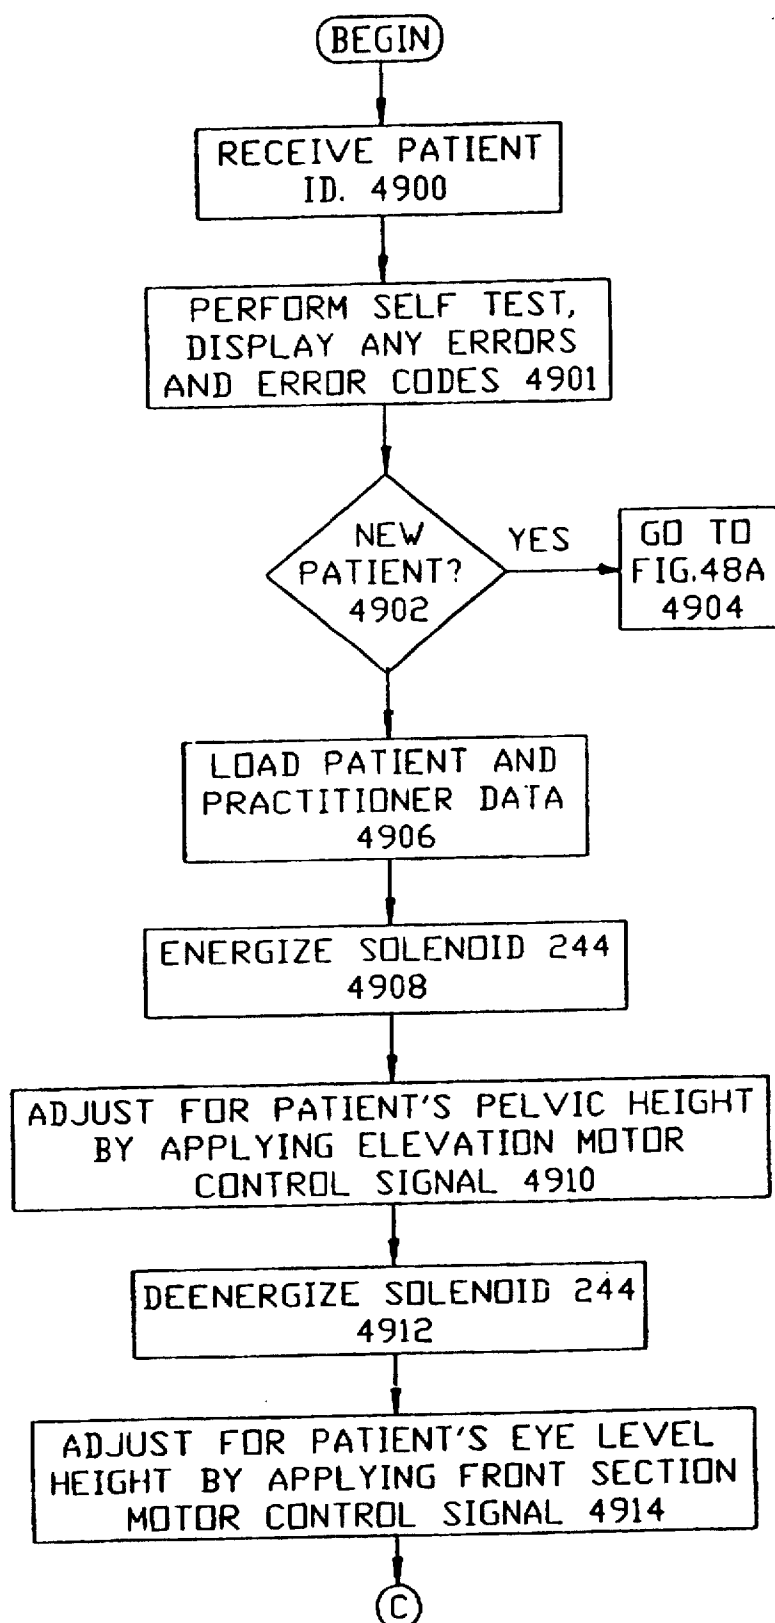 BEGIN
RECEIVE PATIENT
ID. 4900
PERFORM SELF TEST,
DISPLAY ANY ERRORS
AND ERROR CODES 4901
NEW
PATIENT?
4902
YES
GO TO
FIG.48A
4904
LOAD PATIENT AND
PRACTITIONER DATA
4906
ENERGIZE SOLENOID 244
4908
ADJUST FOR PATIENT'S PELVIC HEIGHT
BY APPLYING ELEVATION MOTOR
CONTROL SIGNAL 4910
DEENERGIZE SOLENOID 244
4912
ADJUST FOR PATIENT'S EYE LEVEL
HEIGHT BY APPLYING FRONT SECTION
MOTOR CONTROL SIGNAL 4914
C